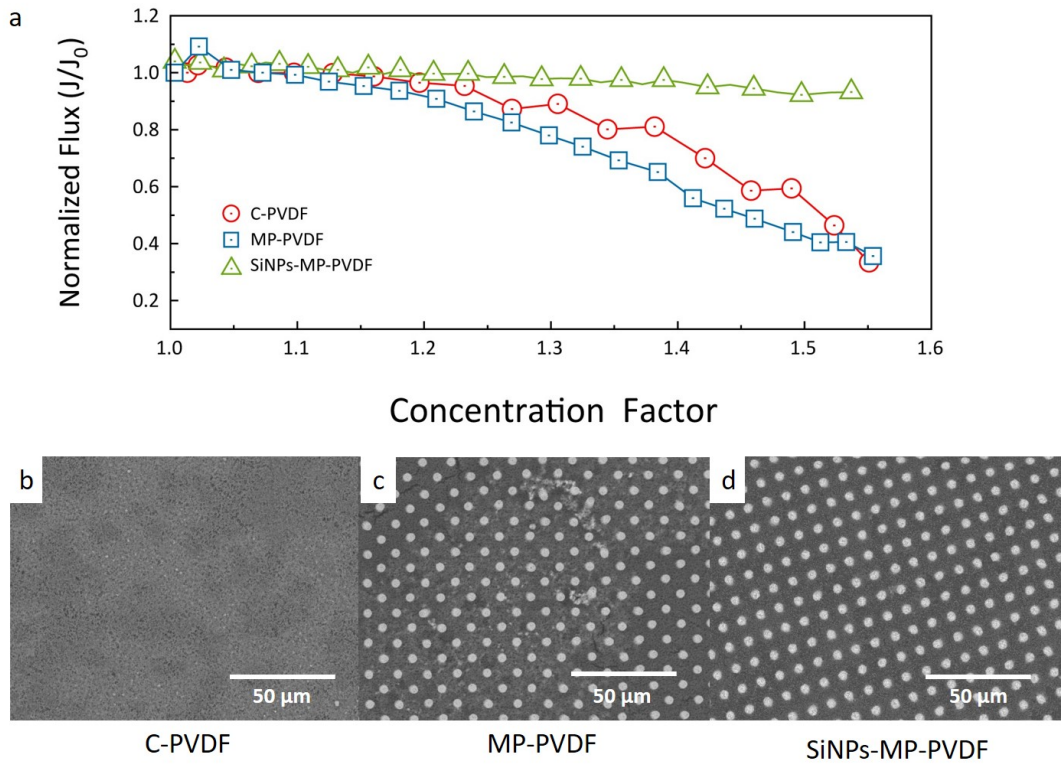 a
1.2
1.0
0.8
0.6
0.4
0.2
Normalized Flux (J/J₀)
C-PVDF
MP-PVDF
SiNPs-MP-PVDF
1.0 1.1 1.2 1.3 1.4 1.5 1.6
Concentration Factor
b
50 µm
C-PVDF
c
50 µm
MP-PVDF
d
50 µm
SiNPs-MP-PVDF